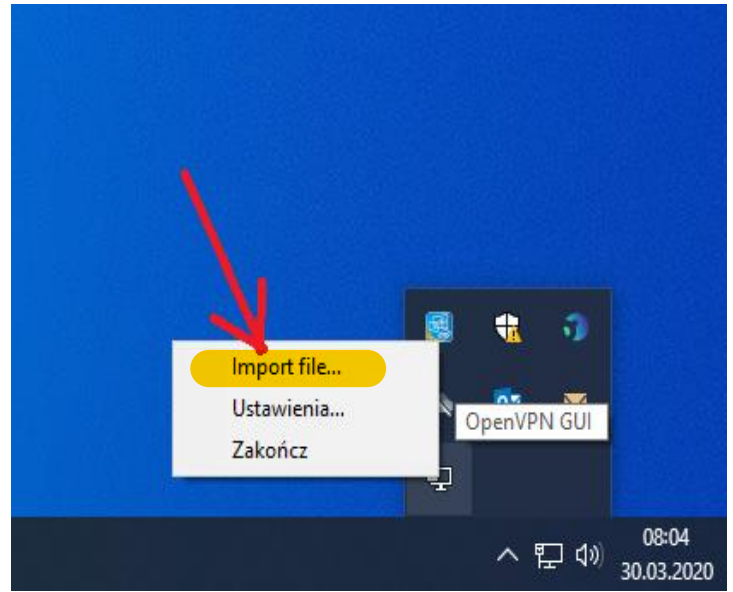 Import file...
Ustawienia...
Zakończ
OpenVPN GUI
08:04
30.03.2020